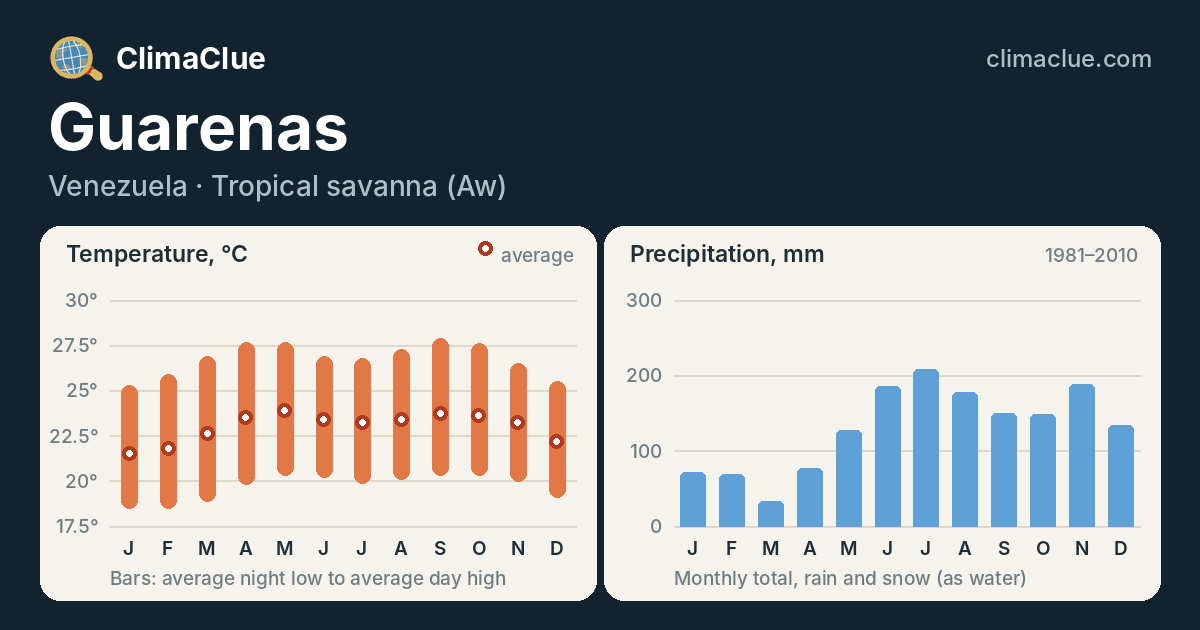 ClimaClue
climaclue.com
Guarenas
Venezuela · Tropical savanna (Aw)
Temperature, °C
average
30°
27.5°
25°
22.5°
20°
17.5°
J F M A M J J A S O N D
Bars: average night low to average day high
Precipitation, mm
1981–2010
300
200
100
0
J F M A M J J A S O N D
Monthly total, rain and snow (as water)